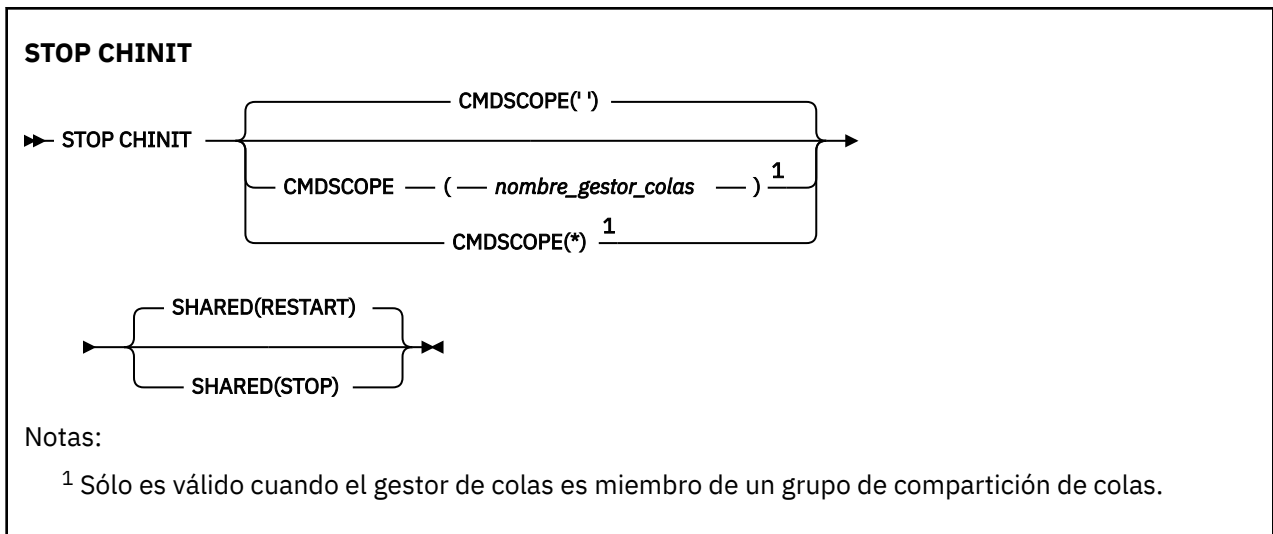 STOP CHINIT
CMDSCOPE(' ')
STOP CHINIT
CMDSCOPE ( nombre_gestor_colas ) 1
CMDSCOPE(*) 1
SHARED(RESTART)
SHARED(STOP)
Notas:
1 Sólo es válido cuando el gestor de colas es miembro de un grupo de compartición de colas.